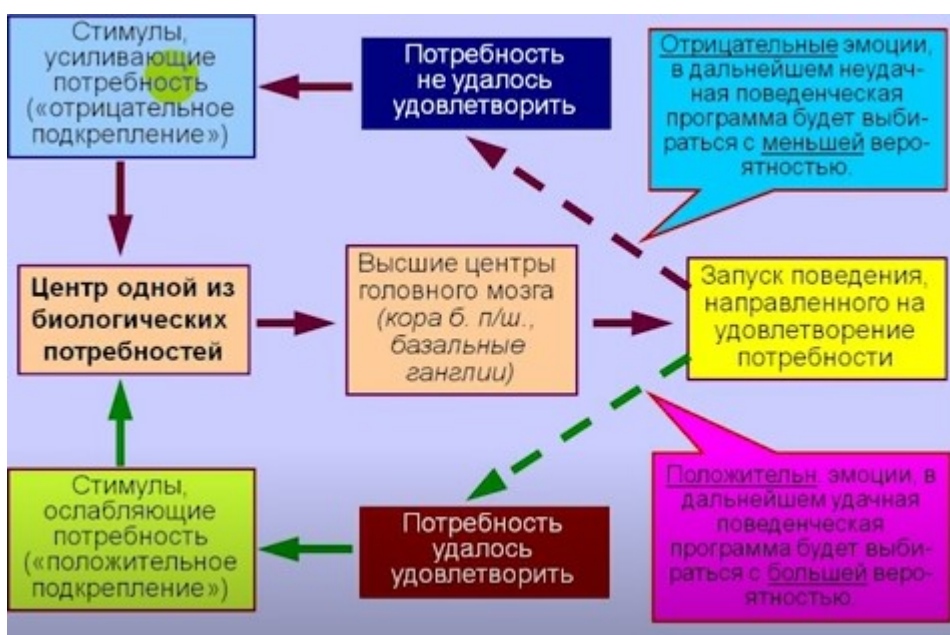 Стимулы,
усиливающие
потребность
(«отрицательное
подкрепление»)
Потребность
не удалось
удовлетворить
Отрицательные эмоции,
в дальнейшем неудач-
ная поведенческая
программа будет выби-
раться с меньшей веро-
ятностью.
Центр одной из
биологических
потребностей
Высшие центры
головного мозга
(кора б. п/ш.,
базальные
ганглии)
Запуск поведения,
направленного на
удовлетворение
потребности
Стимулы,
ослабляющие
потребность
(«положительное
подкрепление»)
Потребность
удалось
удовлетворить
Положительн. эмоции, в
дальнейшем удачная
поведенческая
программа будет выби-
раться с большей веро-
ятностью.